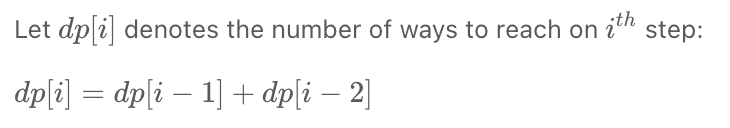 Let dp[i] denotes the number of ways to reach on i^th step:
dp[i] = dp[i − 1] + dp[i − 2]